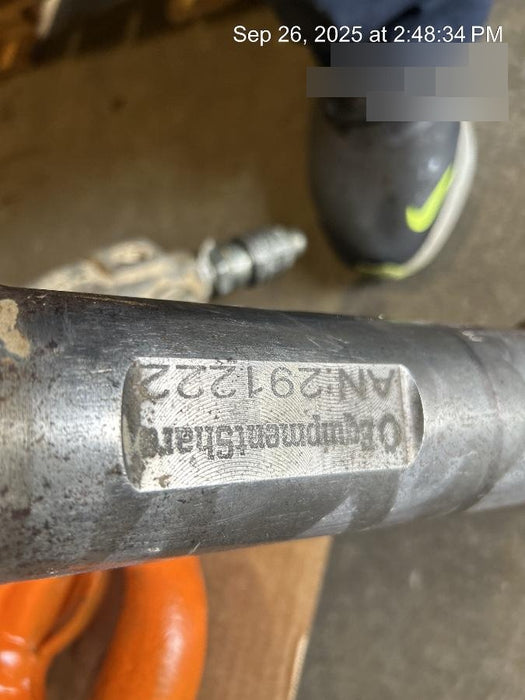 Sep 26, 2025 at 2:48:34 PM
EquipmentShare
AN:291222